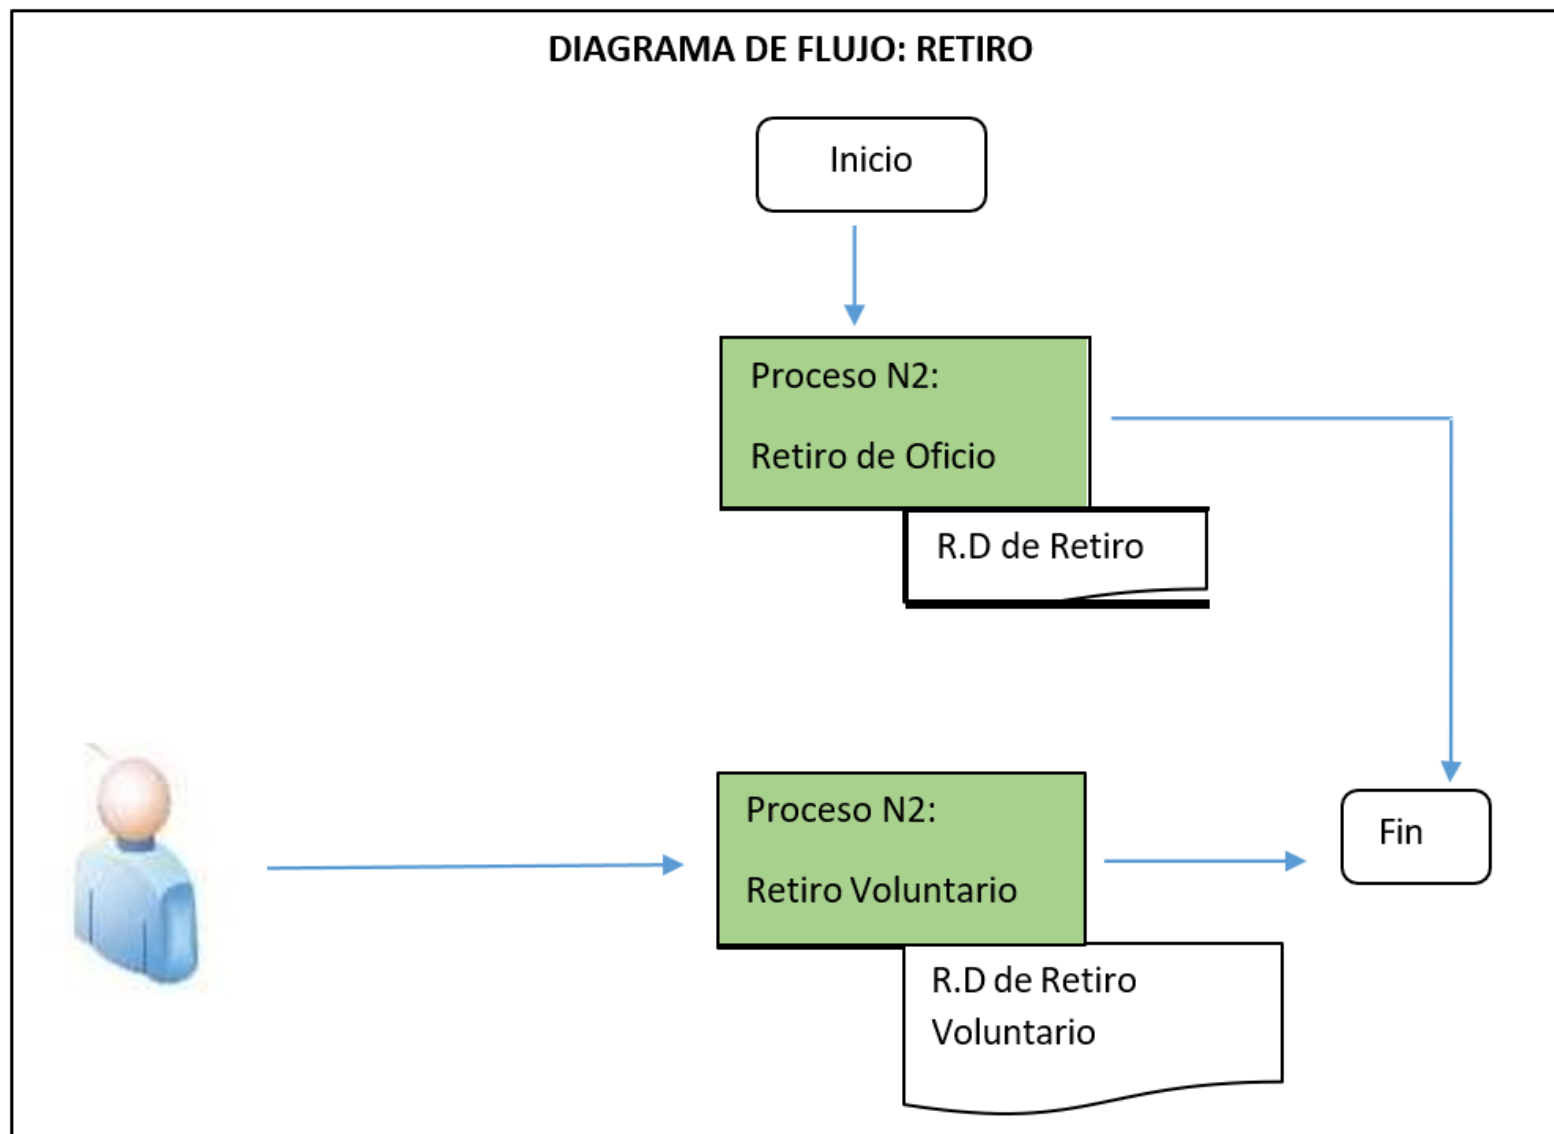 DIAGRAMA DE FLUJO: RETIRO
Inicio
Proceso N2:
Retiro de Oficio
R.D de Retiro
Proceso N2:
Retiro Voluntario
Fin
R.D de Retiro
Voluntario